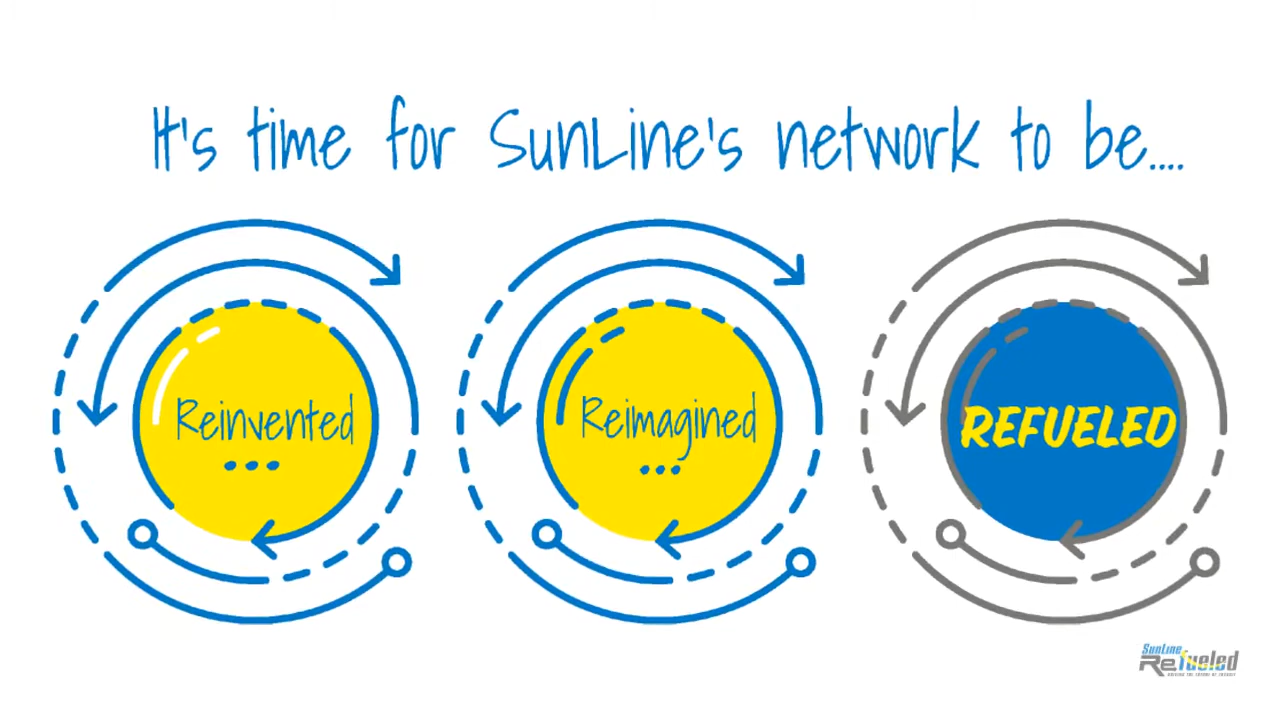 It's time for SunLine's network to be....
Reinvented
...
Reimagined
...
REFUELED
SunLine
Refueled